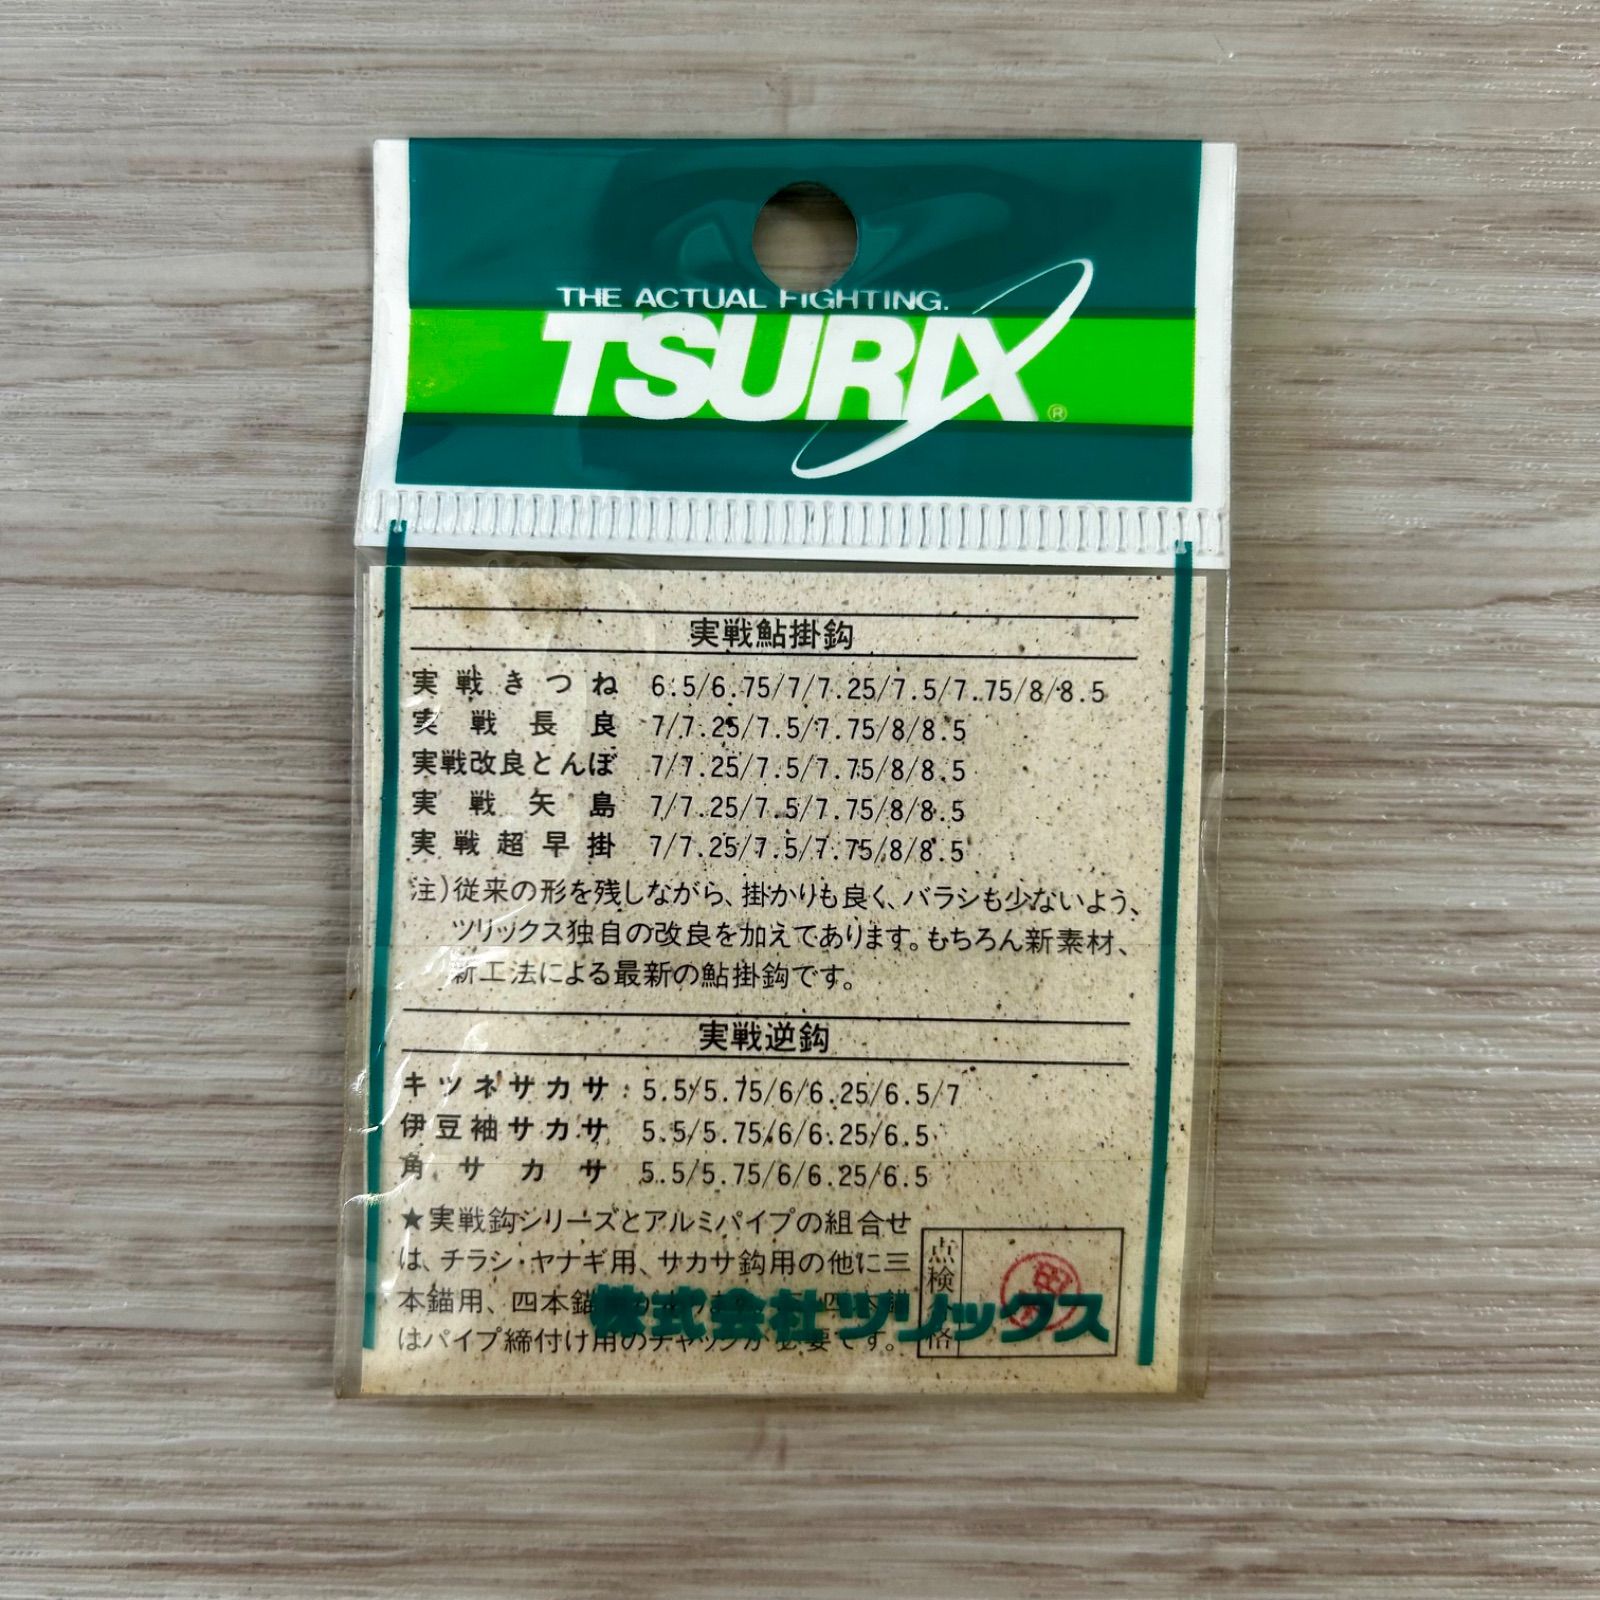 THE ACTUAL FIGHTING.
TSURIX®
実戦鮎掛鈎
実戦きつね 6.5/6.75/7/7.25/7.5/7.75/8/8.5
実戦長良 7/7.25/7.5/7.75/8/8.5
実戦改良とんぼ 7/7.25/7.5/7.75/8/8.5
実戦矢島 7/7.25/7.5/7.75/8/8.5
実戦超早掛 7/7.25/7.5/7.75/8/8.5
注)従来の形を残しながら、掛かりも良く、バラシも少ないよう、
ツリックス独自の改良を加えてあります。もちろん新素材、
新工法による最新の鮎掛鈎です。
実戦逆鈎
キツネサカサ 5.5/5.75/6/6.25/6.5/7
伊豆袖サカサ 5.5/5.75/6/6.25/6.5
角サカサ 5.5/5.75/6/6.25/6.5
★実戦鈎シリーズとアルミパイプの組合せ
は、チラシ・ヤナギ用、サカサ鈎用の他に三
本錨用、四本錨 四本錨
はパイプ締付け用のチャックが必要です。
点検 格
株式会社ツリックス